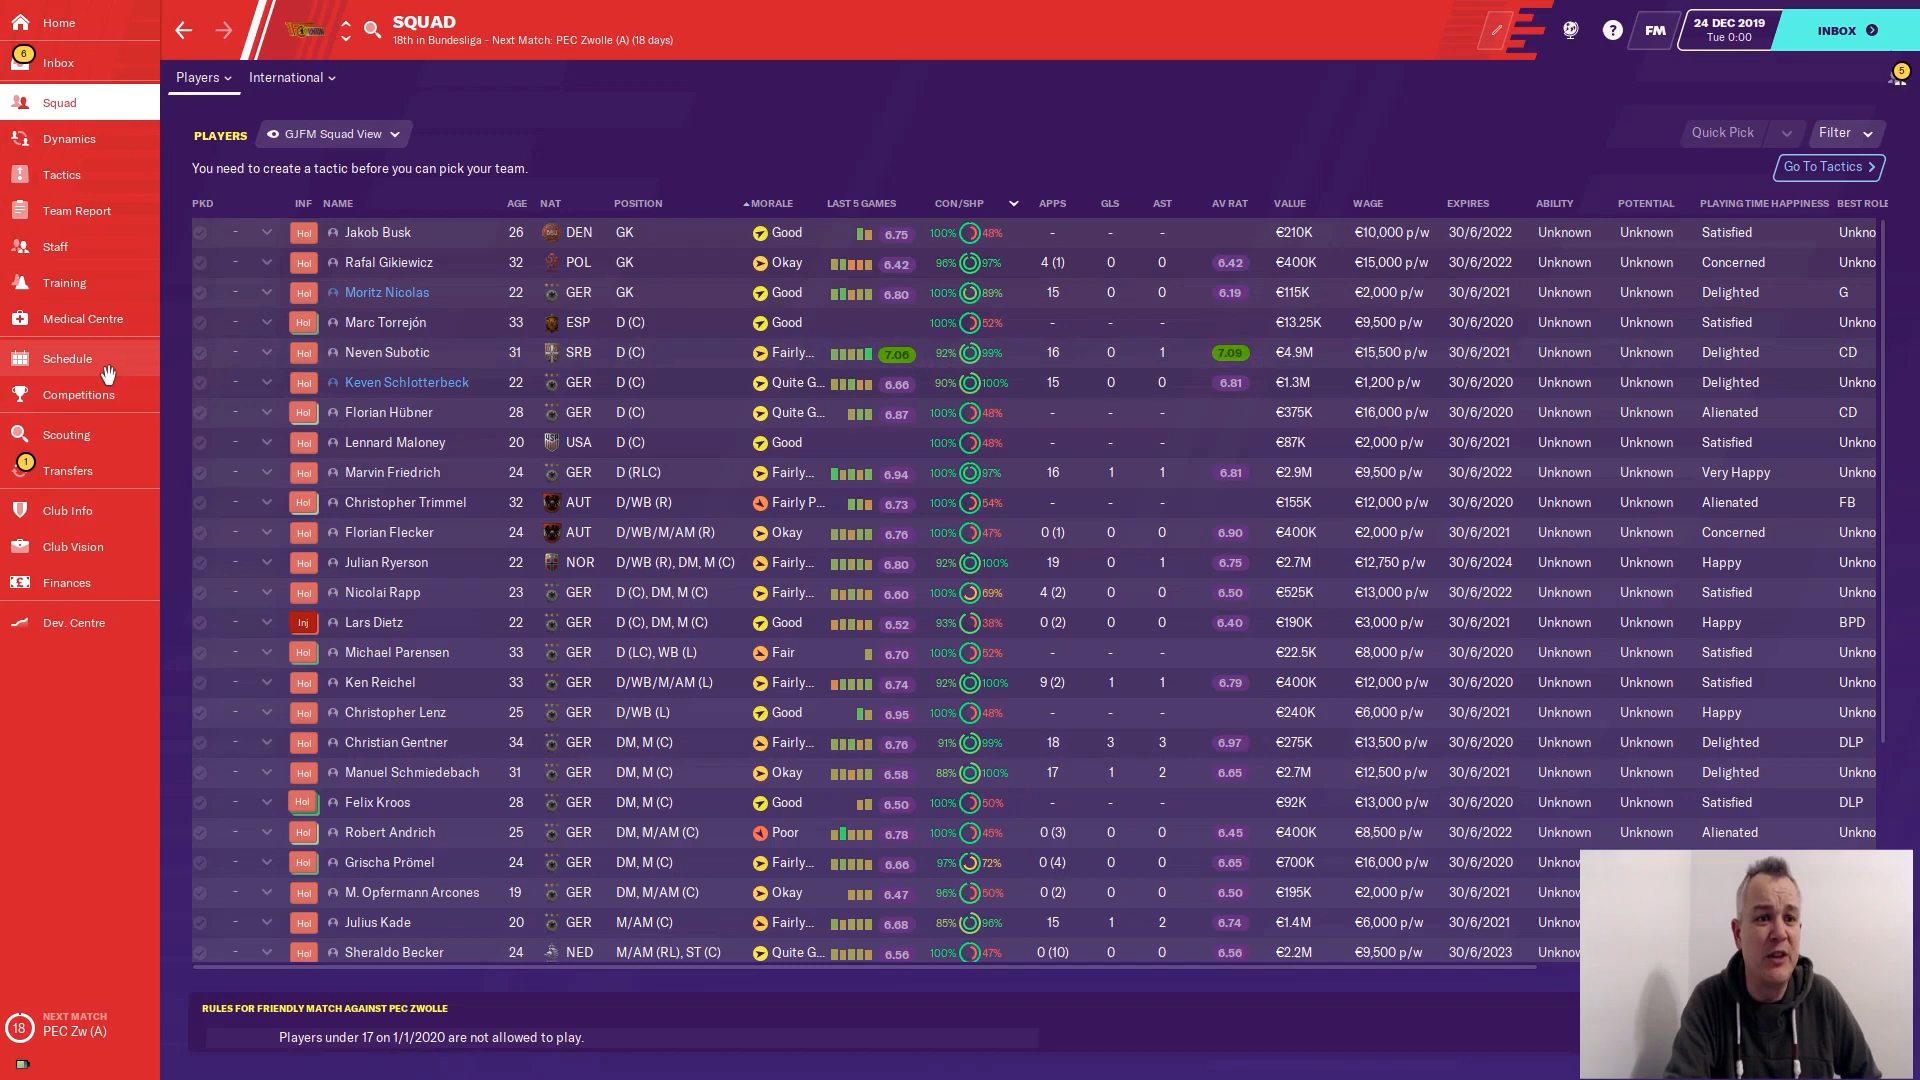 Home
SQUAD
18th in Bundesliga - Next Match: PEC Zwolle (A) (18 days)
FM
24 DEC 2019
Tue 0:00
INBOX
6
Inbox
Players
International
5
Squad
Dynamics
Tactics
Team Report
Staff
Training
Medical Centre
Schedule
Competitions
Scouting
1
Transfers
Club Info
Club Vision
Finances
Dev. Centre
18
NEXT MATCH
PEC Zw (A)
PLAYERS
GJFM Squad View
Quick Pick
Filter
You need to create a tactic before you can pick your team.
Go To Tactics
PKD INF NAME AGE NAT POSITION MORALE LAST 5 GAMES CON/SHP APPS GLS AST AV RAT VALUE WAGE EXPIRES ABILITY POTENTIAL PLAYING TIME HAPPINESS BEST ROLE
- Hol Jakob Busk 26 DEN GK Good 6.75 100% 48% - - - €210K €10,000 p/w 30/6/2022 Unknown Unknown Satisfied Unkno
- Hol Rafal Gikiewicz 32 POL GK Okay 6.42 96% 97% 4 (1) 0 0 6.42 €400K €15,000 p/w 30/6/2022 Unknown Unknown Concerned Unkno
- Hol Moritz Nicolas 22 GER GK Good 6.80 100% 89% 15 0 0 6.19 €115K €2,000 p/w 30/6/2021 Unknown Unknown Delighted G
- Hol Marc Torrejón 33 ESP D (C) Good 100% 52% - - - €13.25K €9,500 p/w 30/6/2020 Unknown Unknown Satisfied Unkno
- Hol Neven Subotic 31 SRB D (C) Fairly... 7.06 92% 99% 16 0 1 7.09 €4.9M €15,500 p/w 30/6/2021 Unknown Unknown Delighted CD
- Hol Keven Schlotterbeck 22 GER D (C) Quite G... 6.66 90% 100% 15 0 0 6.81 €1.3M €1,200 p/w 30/6/2021 Unknown Unknown Delighted Unkno
- Hol Florian Hübner 28 GER D (C) Quite G... 6.87 100% 48% - - - €375K €16,000 p/w 30/6/2020 Unknown Unknown Alienated CD
- Hol Lennard Maloney 20 USA D (C) Good 100% 48% - - - €87K €2,000 p/w 30/6/2021 Unknown Unknown Satisfied Unkno
- Hol Marvin Friedrich 24 GER D (RLC) Fairly... 6.94 100% 97% 16 1 1 6.81 €2.9M €9,500 p/w 30/6/2022 Unknown Unknown Very Happy Unkno
- Hol Christopher Trimmel 32 AUT D/WB (R) Fairly P... 6.73 100% 54% - - - €155K €12,000 p/w 30/6/2020 Unknown Unknown Alienated FB
- Hol Florian Flecker 24 AUT D/WB/M/AM (R) Okay 6.76 100% 47% 0 (1) 0 0 6.90 €400K €2,000 p/w 30/6/2021 Unknown Unknown Concerned Unkno
- Hol Julian Ryerson 22 NOR D/WB (R), DM, M (C) Fairly... 6.80 92% 100% 19 0 1 6.75 €2.7M €12,750 p/w 30/6/2024 Unknown Unknown Happy Unkno
- Hol Nicolai Rapp 23 GER D (C), DM, M (C) Fairly... 6.60 100% 69% 4 (2) 0 0 6.50 €525K €13,000 p/w 30/6/2022 Unknown Unknown Satisfied Unkno
- Inj Lars Dietz 22 GER D (C), DM, M (C) Good 6.52 93% 38% 0 (2) 0 0 6.40 €190K €3,000 p/w 30/6/2021 Unknown Unknown Happy BPD
- Hol Michael Parensen 33 GER D (LC), WB (L) Fair 6.70 100% 52% - - - €22.5K €8,000 p/w 30/6/2020 Unknown Unknown Satisfied Unkno
- Hol Ken Reichel 33 GER D/WB/M/AM (L) Fairly... 6.74 92% 100% 9 (2) 1 1 6.79 €400K €12,000 p/w 30/6/2020 Unknown Unknown Satisfied Unkno
- Hol Christopher Lenz 25 GER D/WB (L) Good 6.95 100% 48% - - - €240K €6,000 p/w 30/6/2021 Unknown Unknown Happy Unkno
- Hol Christian Gentner 34 GER DM, M (C) Fairly... 6.76 91% 99% 18 3 3 6.97 €275K €13,500 p/w 30/6/2020 Unknown Unknown Delighted DLP
- Hol Manuel Schmiedebach 31 GER DM, M (C) Okay 6.58 88% 100% 17 1 2 6.65 €2.7M €12,500 p/w 30/6/2021 Unknown Unknown Delighted Unkno
- Hol Felix Kroos 28 GER DM, M (C) Good 6.50 100% 50% - - - €92K €13,000 p/w 30/6/2020 Unknown Unknown Satisfied DLP
- Hol Robert Andrich 25 GER DM, M/AM (C) Poor 6.78 100% 45% 0 (3) 0 0 6.45 €400K €8,500 p/w 30/6/2022 Unknown Unknown Alienated Unkno
- Hol Grischa Prömel 24 GER DM, M (C) Fairly... 6.66 97% 72% 0 (4) 0 0 6.65 €700K €16,000 p/w 30/6/2020 Unknow
- Hol M. Opfermann Arcones 19 GER DM, M/AM (C) Okay 6.47 96% 50% 0 (2) 0 0 6.50 €195K €2,000 p/w 30/6/2021 Unknow
- Hol Julius Kade 20 GER M/AM (C) Fairly... 6.68 85% 96% 15 1 2 6.74 €1.4M €6,000 p/w 30/6/2021 Unknow
- Hol Sheraldo Becker 24 NED M/AM (RL), ST (C) Quite G... 6.56 100% 47% 0 (10) 0 0 6.56 €2.2M €9,500 p/w 30/6/2023 Unknow
RULES FOR FRIENDLY MATCH AGAINST PEC ZWOLLE
Players under 17 on 1/1/2020 are not allowed to play.